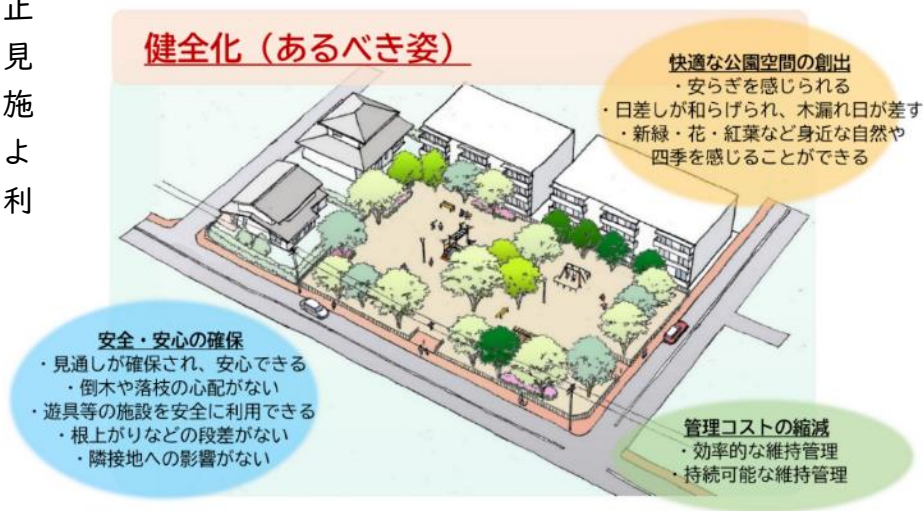 正
見
施
よ
利
健全化（あるべき姿）
快適な公園空間の創出
・安らぎを感じられる
・日差しが和らげられ、木漏れ日が差す
・新緑・花・紅葉など身近な自然や
四季を感じることができる
安全・安心の確保
・見通しが確保され、安心できる
・倒木や落枝の心配がない
・遊具等の施設を安全に利用できる
・根上がりなどの段差がない
・隣接地への影響がない
管理コストの縮減
・効率的な維持管理
・持続可能な維持管理